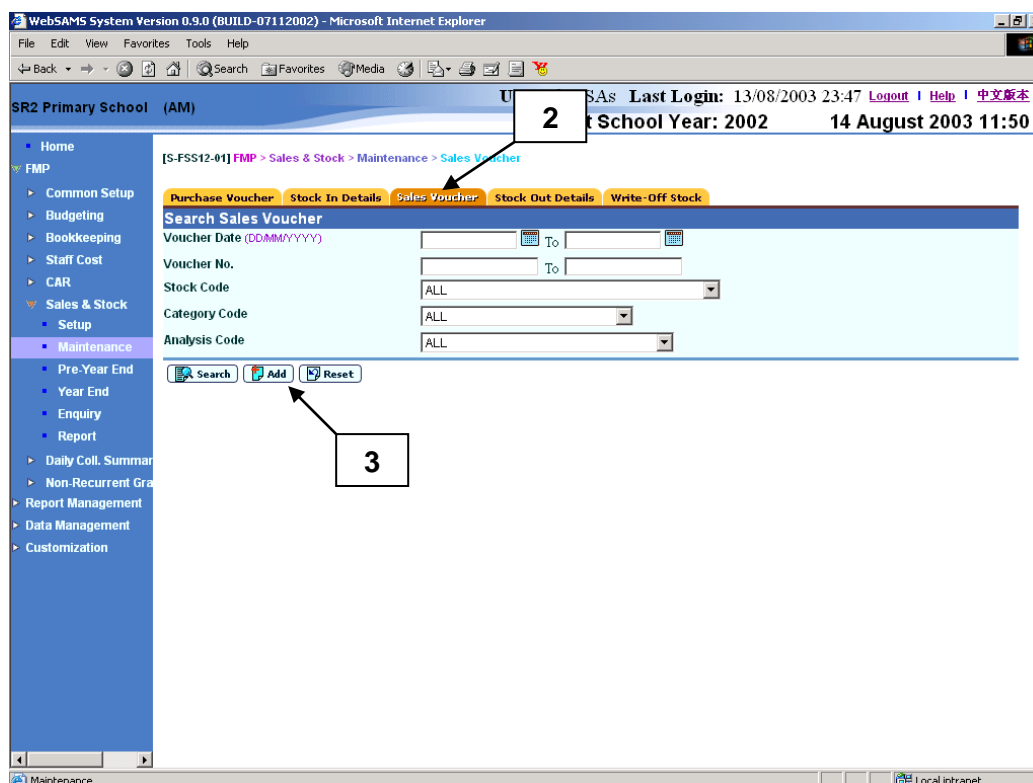 WebSAMS System Version 0.9.0 (BUILD-07112002) - Microsoft Internet Explorer
File Edit View Favorites Tools Help
Back Search Favorites Media
SR2 Primary School (AM)
Last Login: 13/08/2003 23:47 Logout | Help | 中文版本
School Year: 2002 14 August 2003 11:50
2
Home
FMP
Common Setup
Budgeting
Bookkeeping
Staff Cost
CAR
Sales & Stock
Setup
Maintenance
Pre-Year End
Year End
Enquiry
Report
Daily Coll. Summar
Non-Recurrent Gra
Report Management
Data Management
Customization
[S-FSS12-01] FMP > Sales & Stock > Maintenance > Sales Voucher
Purchase Voucher Stock In Details Sales Voucher Stock Out Details Write-Off Stock
Search Sales Voucher
Voucher Date (DD/MM/YYYY) To
Voucher No. To
Stock Code ALL
Category Code ALL
Analysis Code ALL
Search Add Reset
3
Maintenance Local intranet